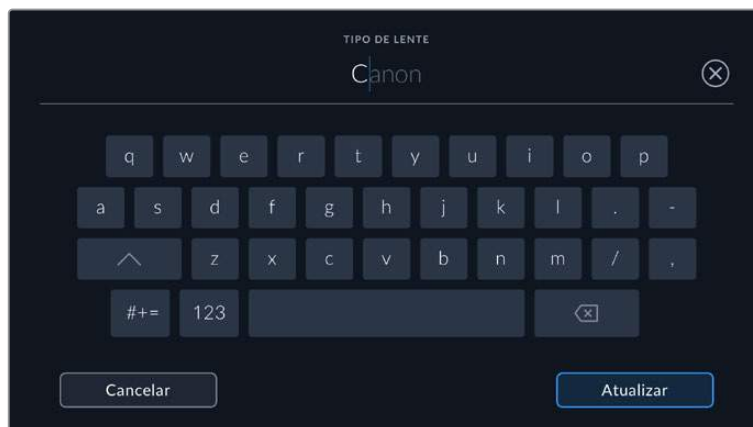 TIPO DE LENTE
Canon
q w e r t y u i o p
a s d f g h j k l . -
z x c v b n m / ,
#+= 123
Cancelar Atualizar